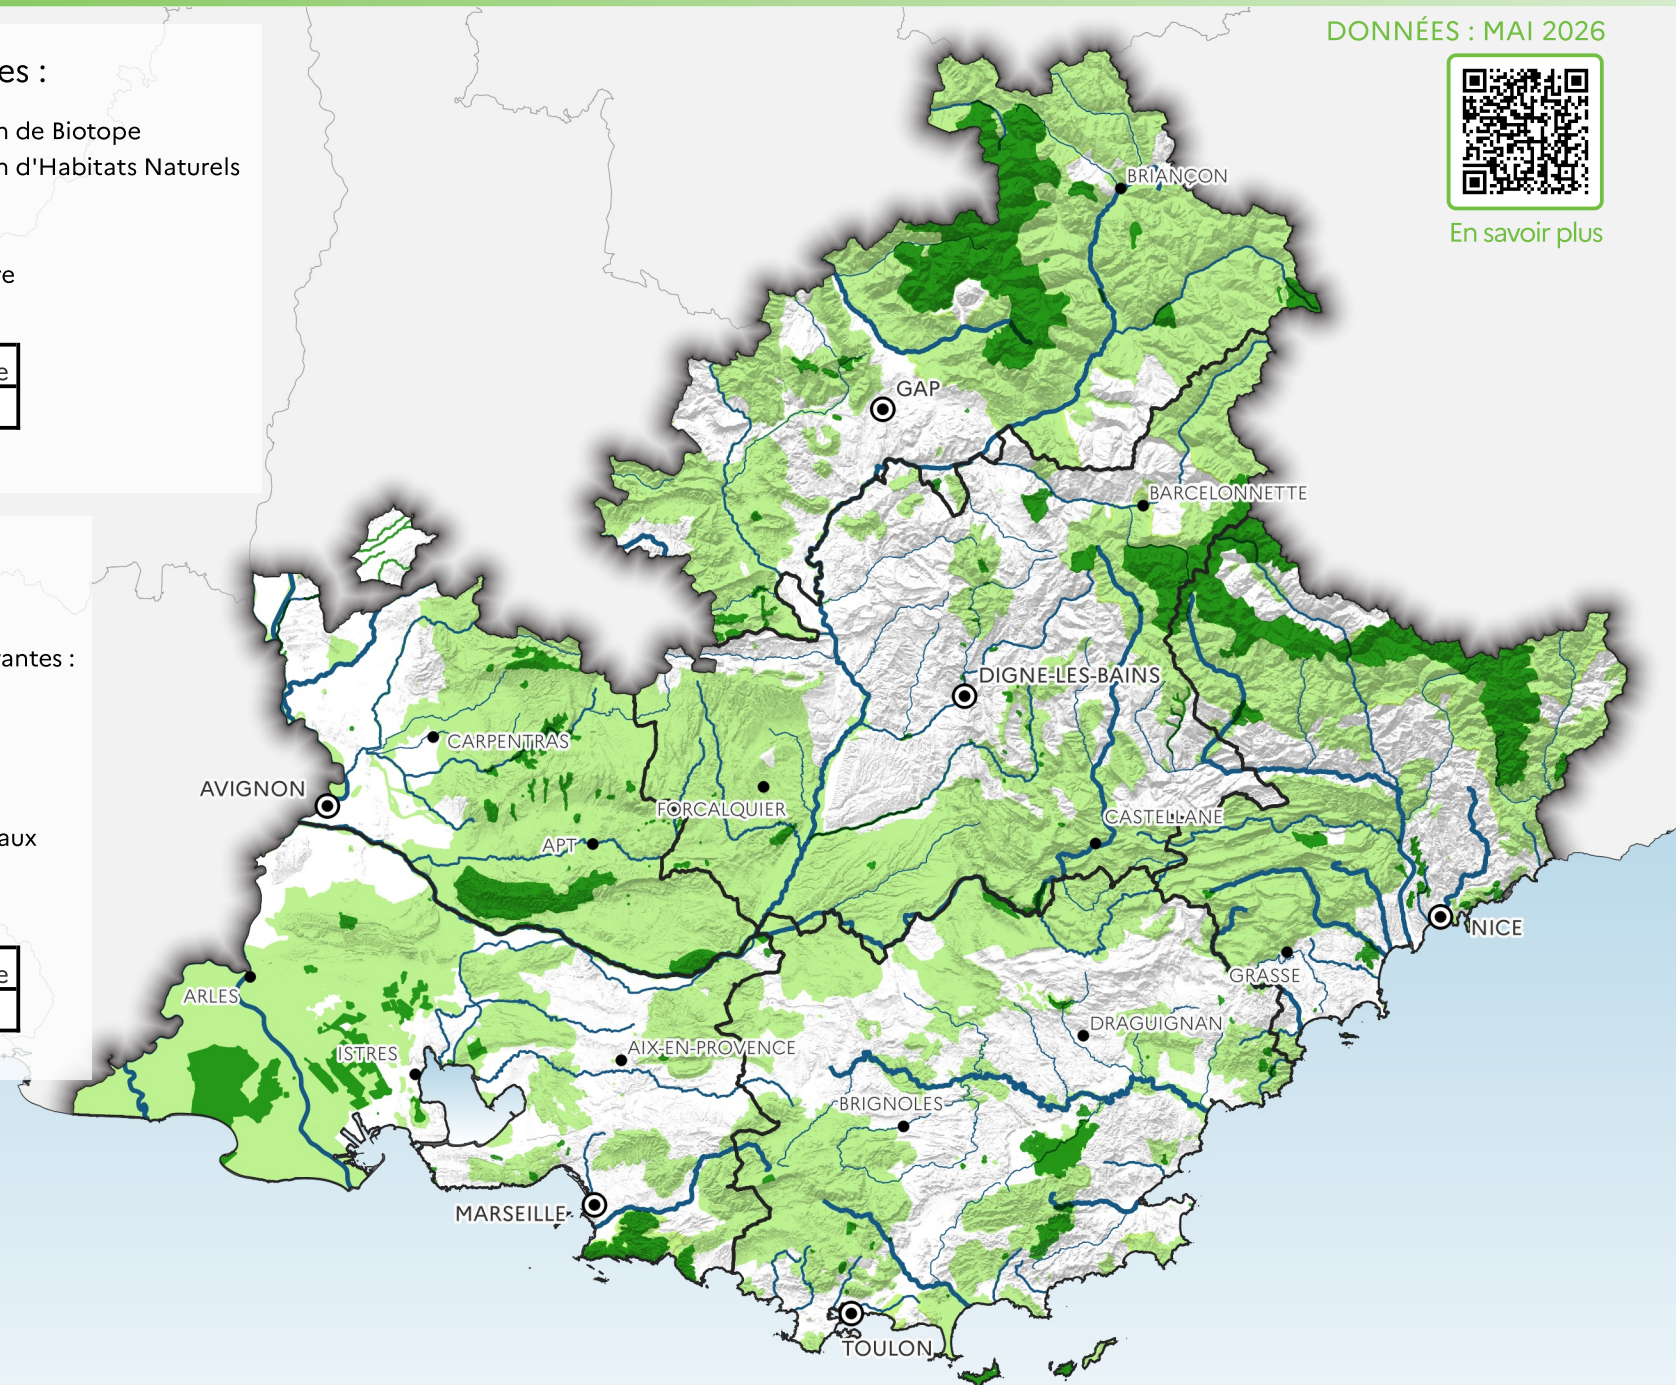 DONNÉES : MAI 2026
En savoir plus
es :
n de Biotope
n d'Habitats Naturels
e
e
antes :
aux
e
BRIANÇON
GAP
BARCELONNETTE
DIGNE-LES-BAINS
CARPENTRAS
AVIGNON
FORCALQUIER
CASTELLANE
APT
NICE
GRASSE
ARLES
DRAGUIGNAN
ISTRES
AIX-EN-PROVENCE
BRIGNOLES
MARSEILLE
TOULON